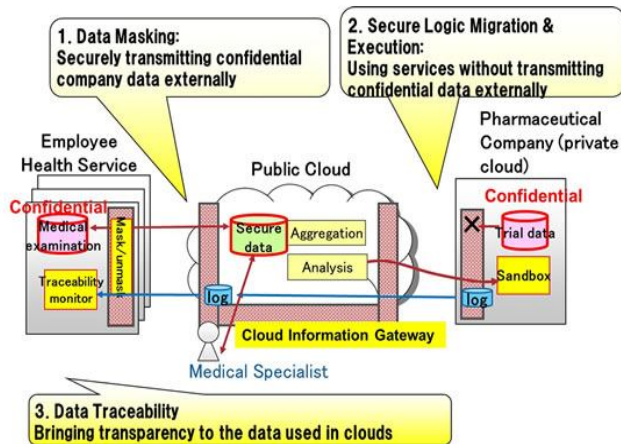 1. Data Masking:
Securely transmitting confidential
company data externally
2. Secure Logic Migration &
Execution:
Using services without transmitting
confidential data externally
Employee
Health Service
Public Cloud
Pharmaceutical
Company (private
cloud)
Confidential
Medical
examination
Mask/unmask
Traceability
monitor
Secure
data
Aggregation
Analysis
log
Confidential
Trial data
Sandbox
log
Cloud Information Gateway
Medical Specialist
3. Data Traceability
Bringing transparency to the data used in clouds